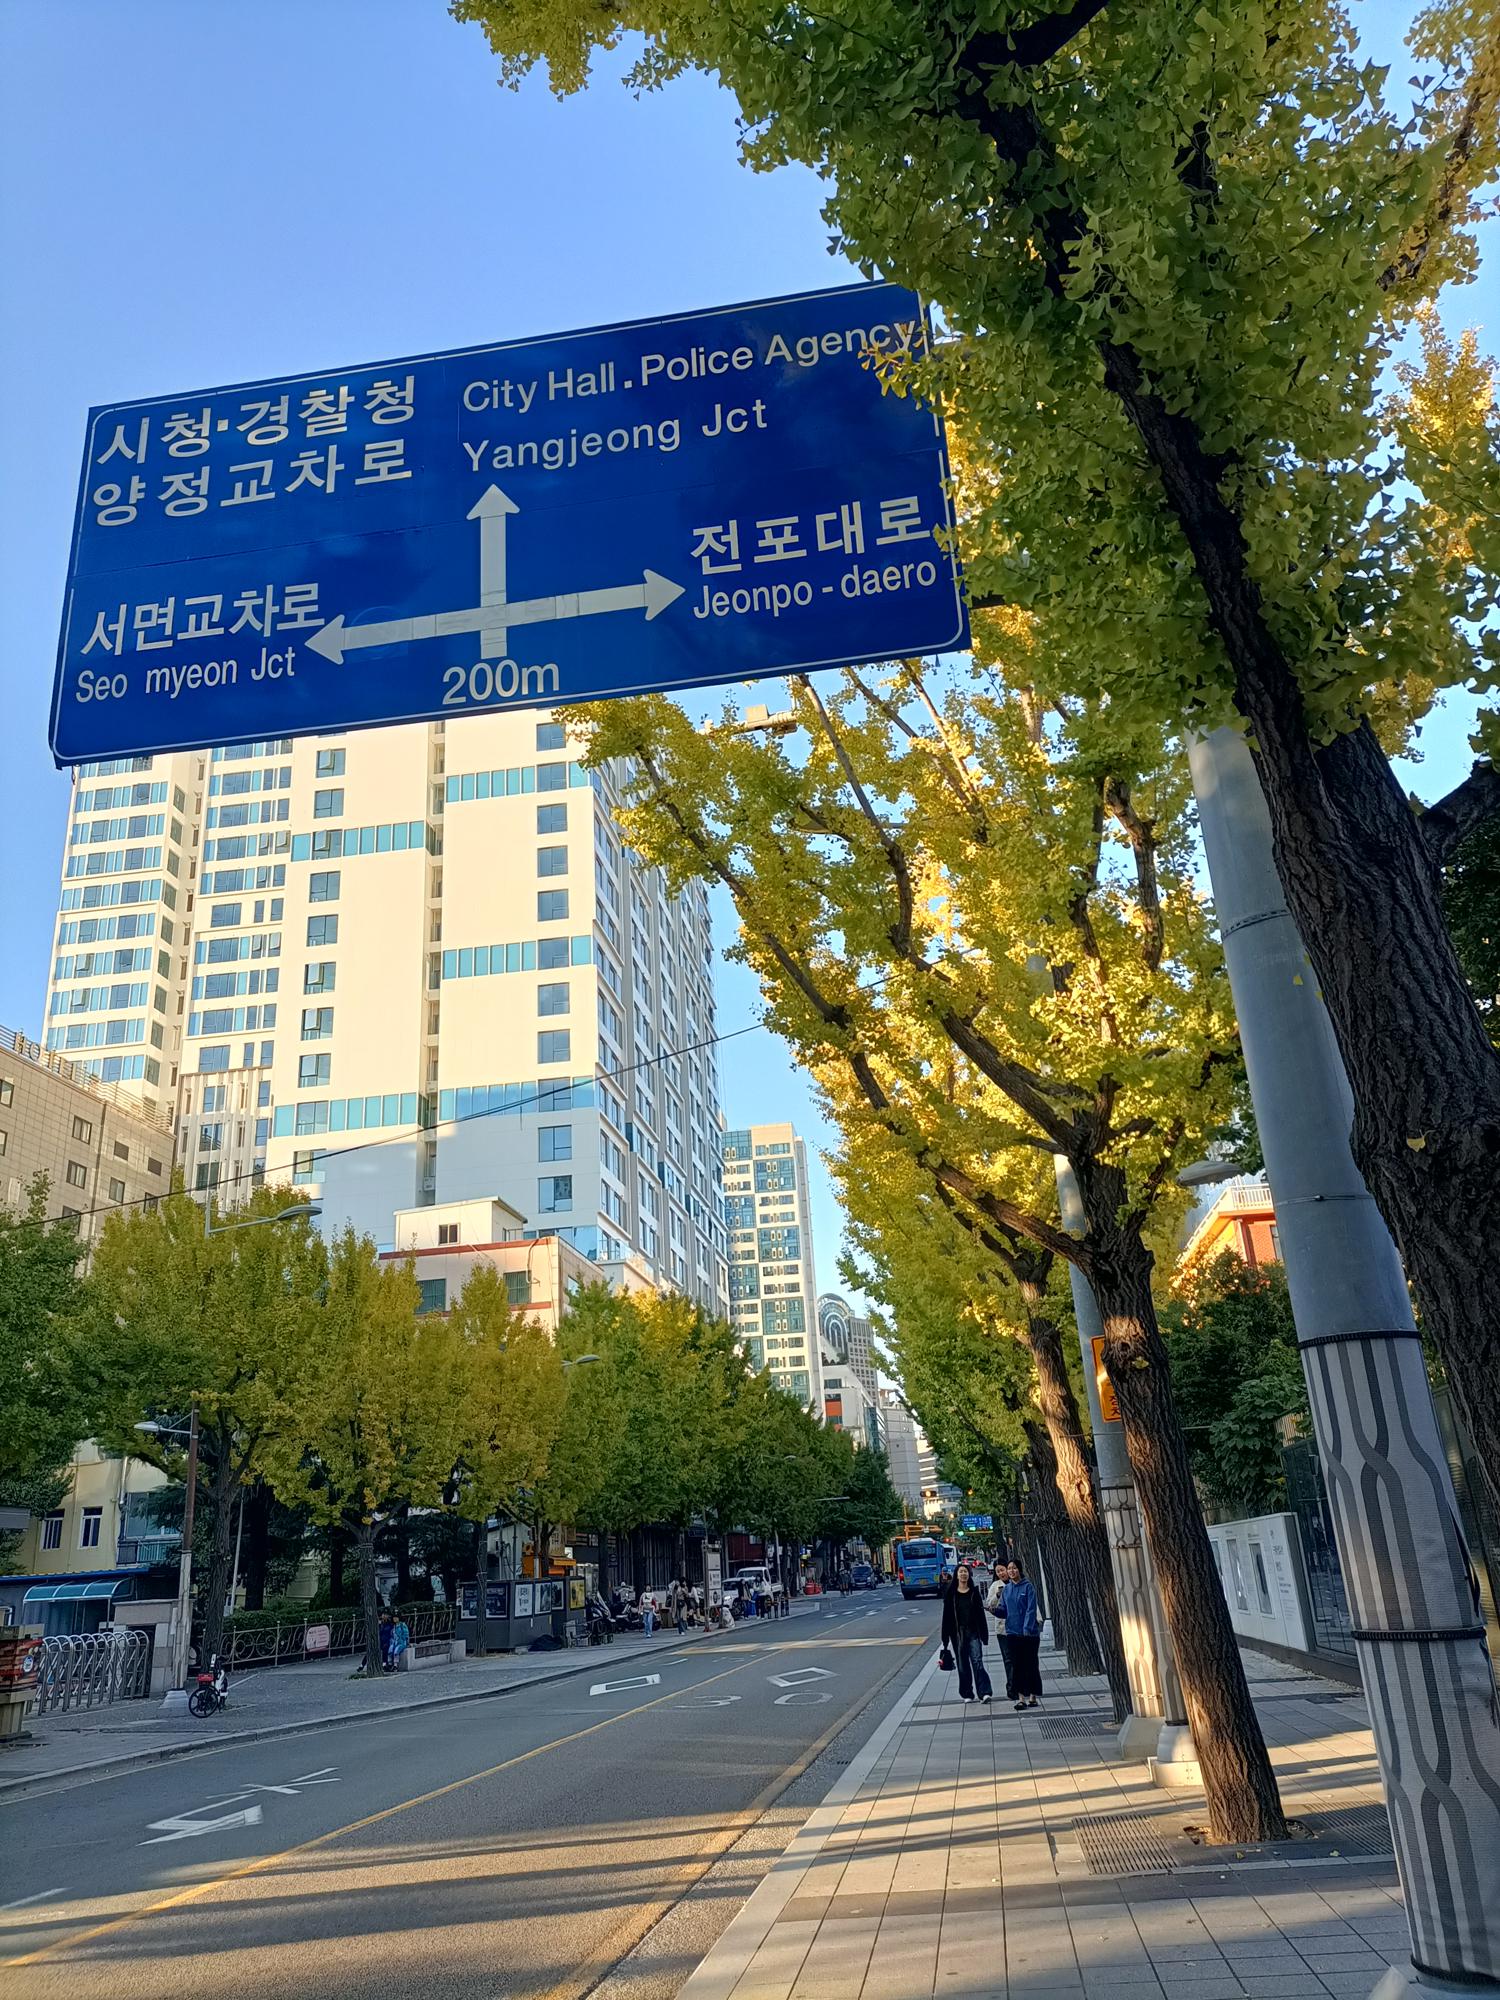 시청·경찰청 City Hall . Police Agency
양정교차로 Yangjeong Jct
전포대로
Jeonpo - daero
서면교차로
Seo myeon Jct
200m
30